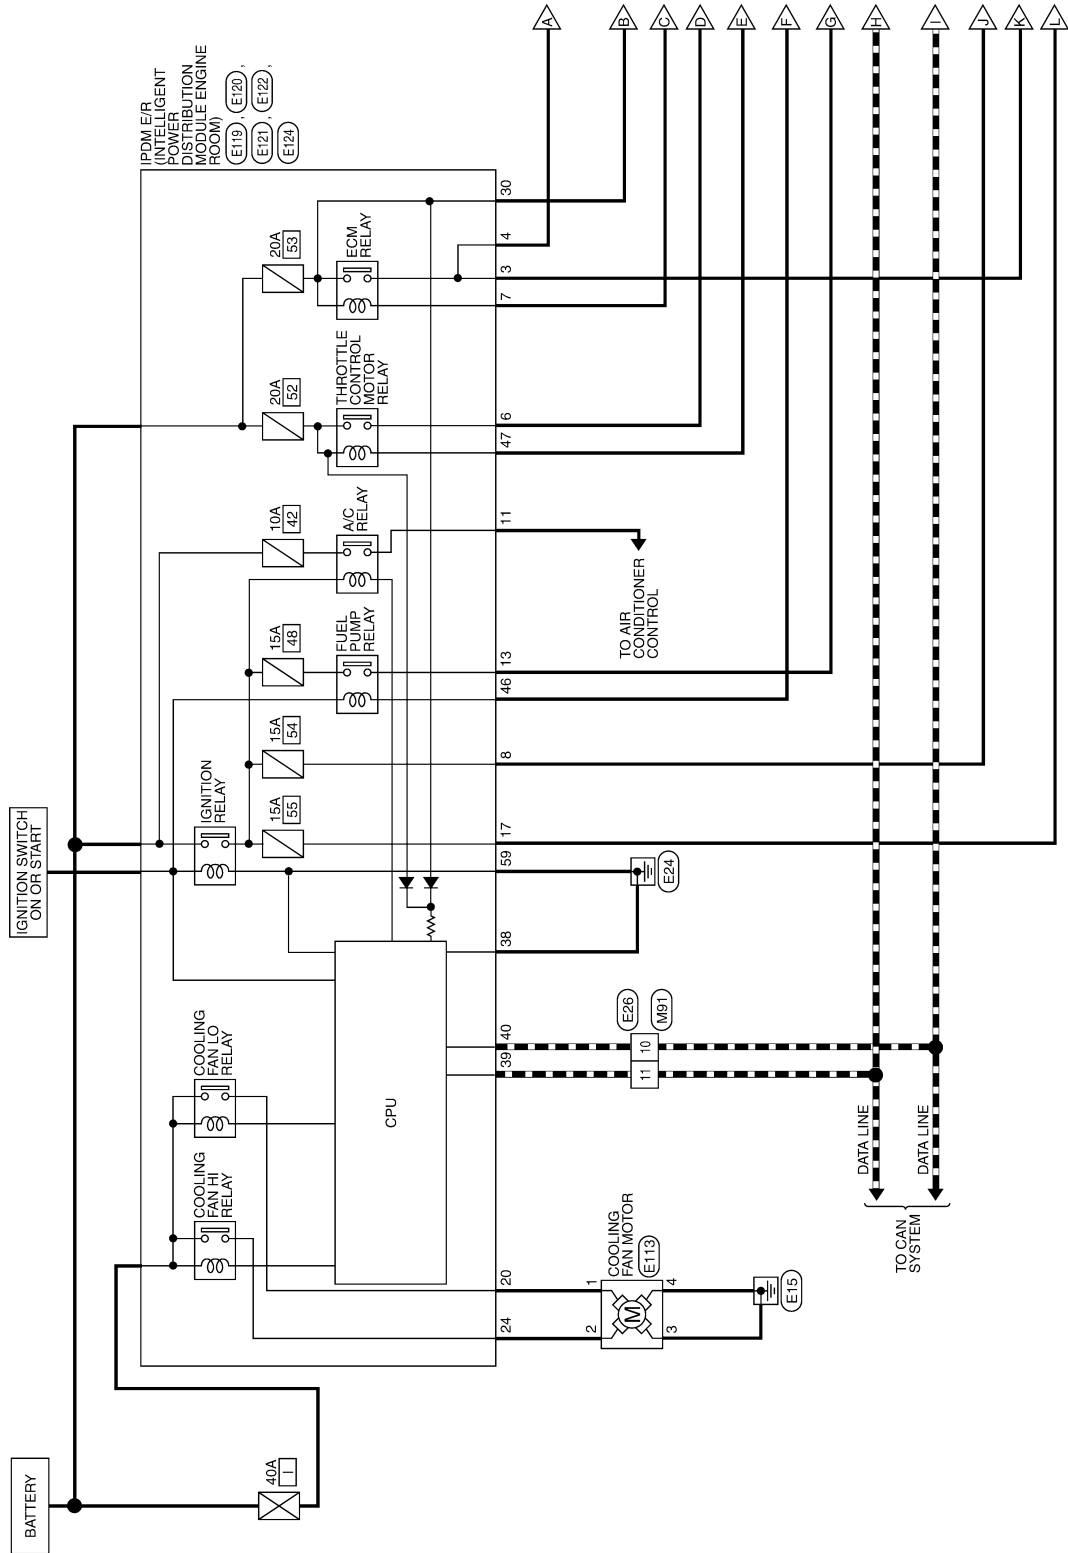 BATTERY
40A
I
IGNITION SWITCH
ON OR START
IPDM E/R
(INTELLIGENT
POWER
DISTRIBUTION
MODULE ENGINE
ROOM)
E119 , E120 ,
E121 , E122 ,
E124
COOLING
FAN HI
RELAY
COOLING
FAN LO
RELAY
IGNITION
RELAY
15A
55
15A
54
15A
48
10A
42
20A
52
20A
53
FUEL
PUMP
RELAY
A/C
RELAY
THROTTLE
CONTROL
MOTOR
RELAY
ECM
RELAY
CPU
24
20
39
40
38
59
17
8
46
13
11
47
6
7
3
4
30
2
1
3
4
M
COOLING
FAN MOTOR
E113
E15
11
10
E26
M91
E24
TO AIR
CONDITIONER
CONTROL
DATA LINE
DATA LINE
TO CAN
SYSTEM
A
B
C
D
E
F
G
H
I
J
K
L